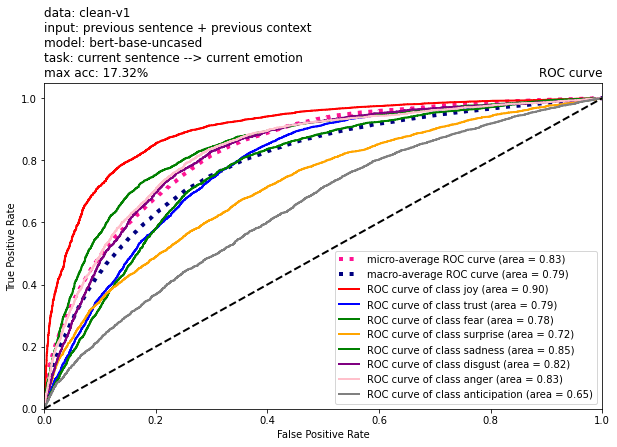 data: clean-v1
input: previous sentence + previous context
model: bert-base-uncased
task: current sentence --> current emotion
max acc: 17.32%
ROC curve
True Positive Rate
1.0
0.8
0.6
0.4
0.2
0.0
micro-average ROC curve (area = 0.83)
macro-average ROC curve (area = 0.79)
ROC curve of class joy (area = 0.90)
ROC curve of class trust (area = 0.79)
ROC curve of class fear (area = 0.78)
ROC curve of class surprise (area = 0.72)
ROC curve of class sadness (area = 0.85)
ROC curve of class disgust (area = 0.82)
ROC curve of class anger (area = 0.83)
ROC curve of class anticipation (area = 0.65)
0.0 0.2 0.4 0.6 0.8 1.0
False Positive Rate